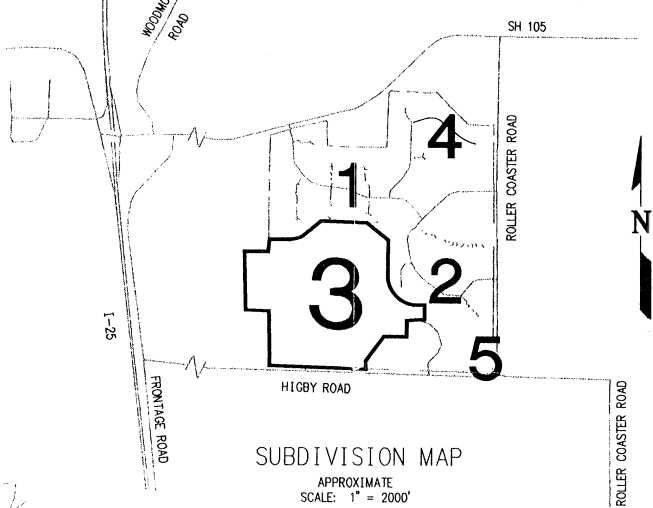 WOODMO
ROAD
SH 105
4
ROLLER COASTER ROAD
1
N
2
3
I-25
5
HIGBY ROAD
FRONTAGE ROAD
ROLLER COASTER ROAD
SUBDIVISION MAP
APPROXIMATE
SCALE: 1" = 2000'